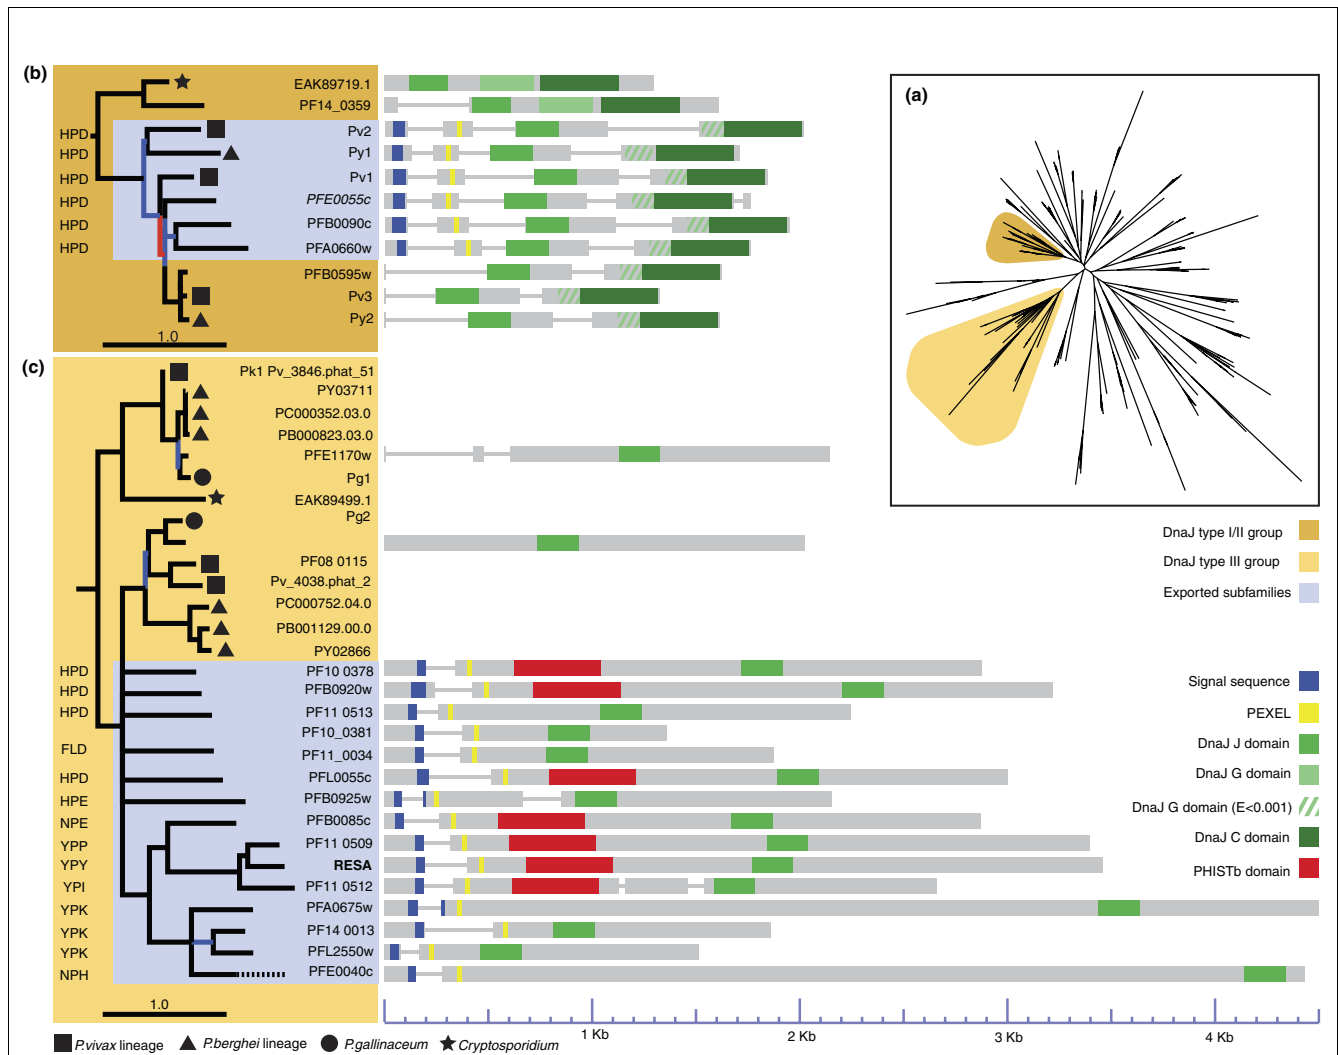 (b)
EAK89719.1
PF14_0359
HPD Pv2
HPD Py1
HPD Pv1
HPD PFE0055c
HPD PFB0090c
HPD PFA0660w
PFB0595w
Pv3
Py2
1.0
(a)
(c)
Pk1 Pv_3846.phat_51
PY03711
PC000352.03.0
PB000823.03.0
PFE1170w
Pg1
EAK89499.1
Pg2
PF08 0115
Pv_4038.phat_2
PC000752.04.0
PB001129.00.0
PY02866
HPD PF10 0378
HPD PFB0920w
HPD PF11 0513
PF10_0381
FLD PF11_0034
HPD PFL0055c
HPE PFB0925w
NPE PFB0085c
YPP PF11 0509
YPY RESA
YPI PF11 0512
YPK PFA0675w
YPK PF14 0013
YPK PFL2550w
NPH PFE0040c
1.0
1 Kb 2 Kb 3 Kb 4 Kb
DnaJ type I/II group
DnaJ type III group
Exported subfamilies
Signal sequence
PEXEL
DnaJ J domain
DnaJ G domain
DnaJ G domain (E<0.001)
DnaJ C domain
PHISTb domain
P.vivax lineage P.berghei lineage P.gallinaceum Cryptosporidium